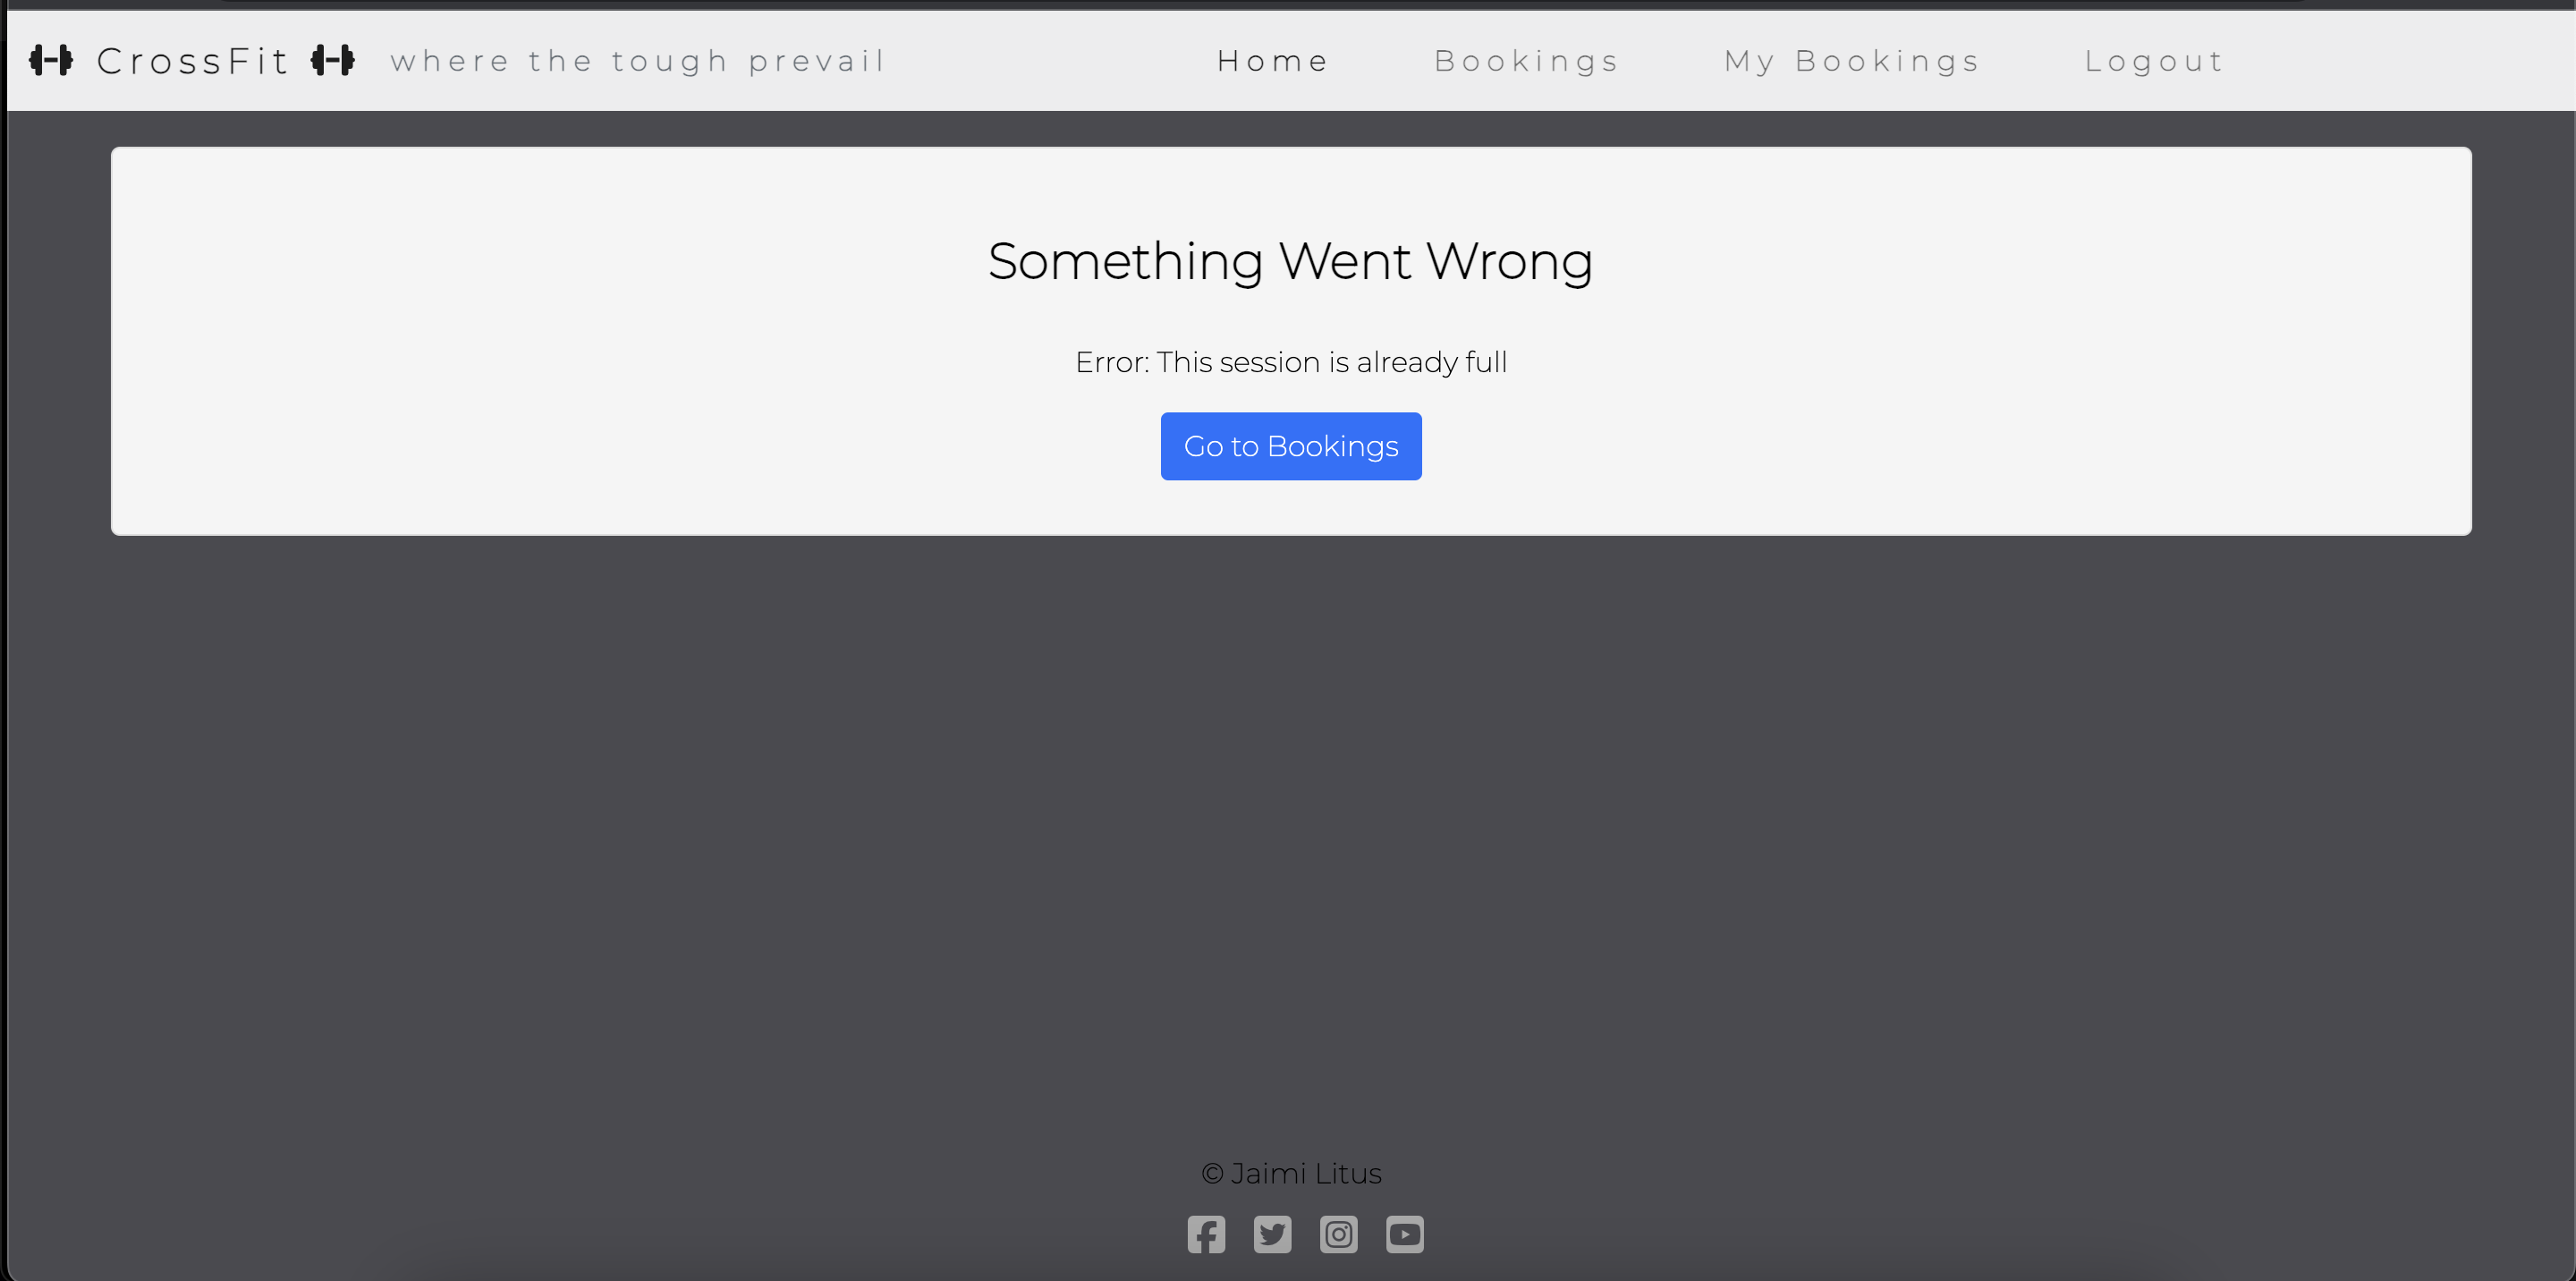 CrossFit where the tough prevail Home Bookings My Bookings Logout
Something Went Wrong
Error: This session is already full
Go to Bookings
© Jaimi Litus